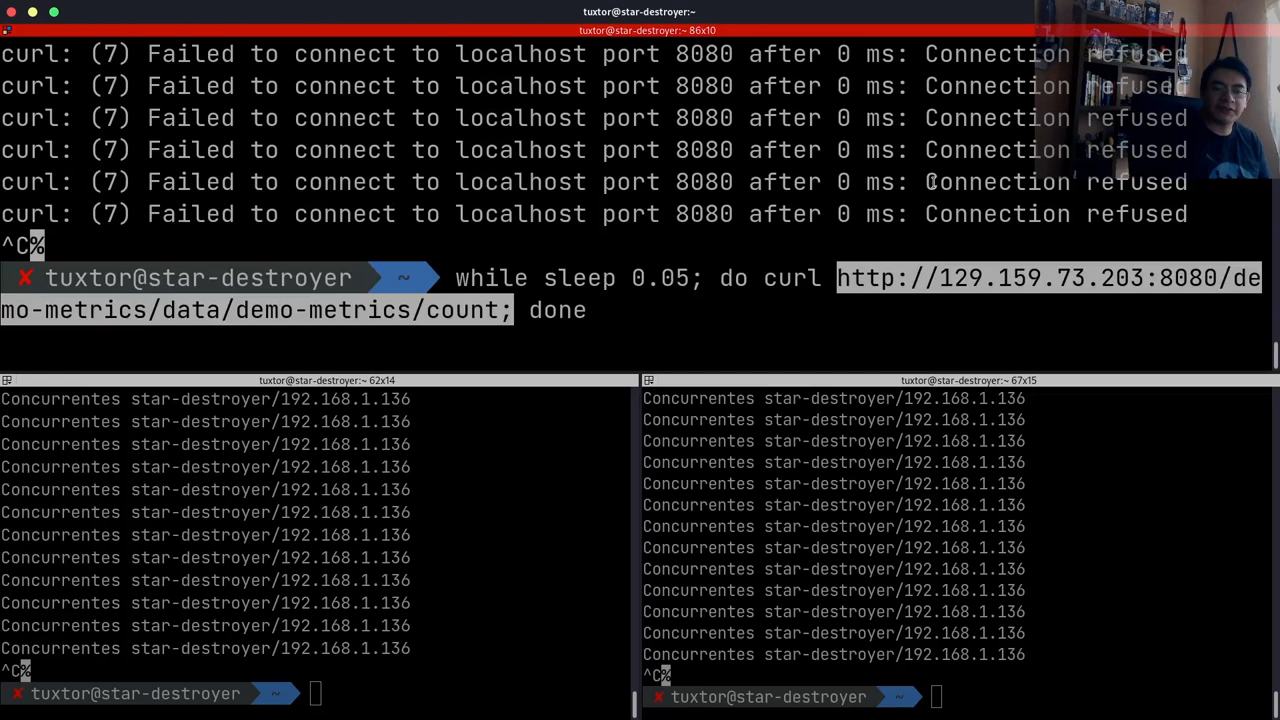 tuxtor@star-destroyer:~
tuxtor@star-destroyer:~ 86x10
curl: (7) Failed to connect to localhost port 8080 after 0 ms: Connection refused
curl: (7) Failed to connect to localhost port 8080 after 0 ms: Connection refused
curl: (7) Failed to connect to localhost port 8080 after 0 ms: Connection refused
curl: (7) Failed to connect to localhost port 8080 after 0 ms: Connection refused
curl: (7) Failed to connect to localhost port 8080 after 0 ms: Connection refused
curl: (7) Failed to connect to localhost port 8080 after 0 ms: Connection refused
^C%
✘ tuxtor@star-destroyer ~ while sleep 0.05; do curl http://129.159.73.203:8080/de
mo-metrics/data/demo-metrics/count; done
tuxtor@star-destroyer:~ 62x14
Concurrentes star-destroyer/192.168.1.136
Concurrentes star-destroyer/192.168.1.136
Concurrentes star-destroyer/192.168.1.136
Concurrentes star-destroyer/192.168.1.136
Concurrentes star-destroyer/192.168.1.136
Concurrentes star-destroyer/192.168.1.136
Concurrentes star-destroyer/192.168.1.136
Concurrentes star-destroyer/192.168.1.136
Concurrentes star-destroyer/192.168.1.136
Concurrentes star-destroyer/192.168.1.136
Concurrentes star-destroyer/192.168.1.136
Concurrentes star-destroyer/192.168.1.136
^C%
✘ tuxtor@star-destroyer ~
tuxtor@star-destroyer:~ 67x15
Concurrentes star-destroyer/192.168.1.136
Concurrentes star-destroyer/192.168.1.136
Concurrentes star-destroyer/192.168.1.136
Concurrentes star-destroyer/192.168.1.136
Concurrentes star-destroyer/192.168.1.136
Concurrentes star-destroyer/192.168.1.136
Concurrentes star-destroyer/192.168.1.136
Concurrentes star-destroyer/192.168.1.136
Concurrentes star-destroyer/192.168.1.136
Concurrentes star-destroyer/192.168.1.136
Concurrentes star-destroyer/192.168.1.136
Concurrentes star-destroyer/192.168.1.136
Concurrentes star-destroyer/192.168.1.136
^C%
✘ tuxtor@star-destroyer ~